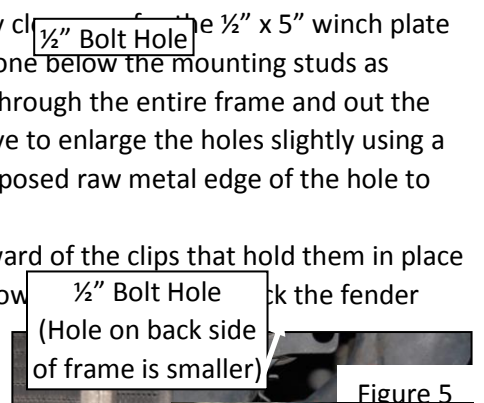 ½” Bolt Hole
½” x 5” winch plate
one below the mounting studs as
hrough the entire frame and out the
ve to enlarge the holes slightly using a
posed raw metal edge of the hole to
ard of the clips that hold them in place
the fender
½” Bolt Hole
(Hole on back side
of frame is smaller)
Figure 5